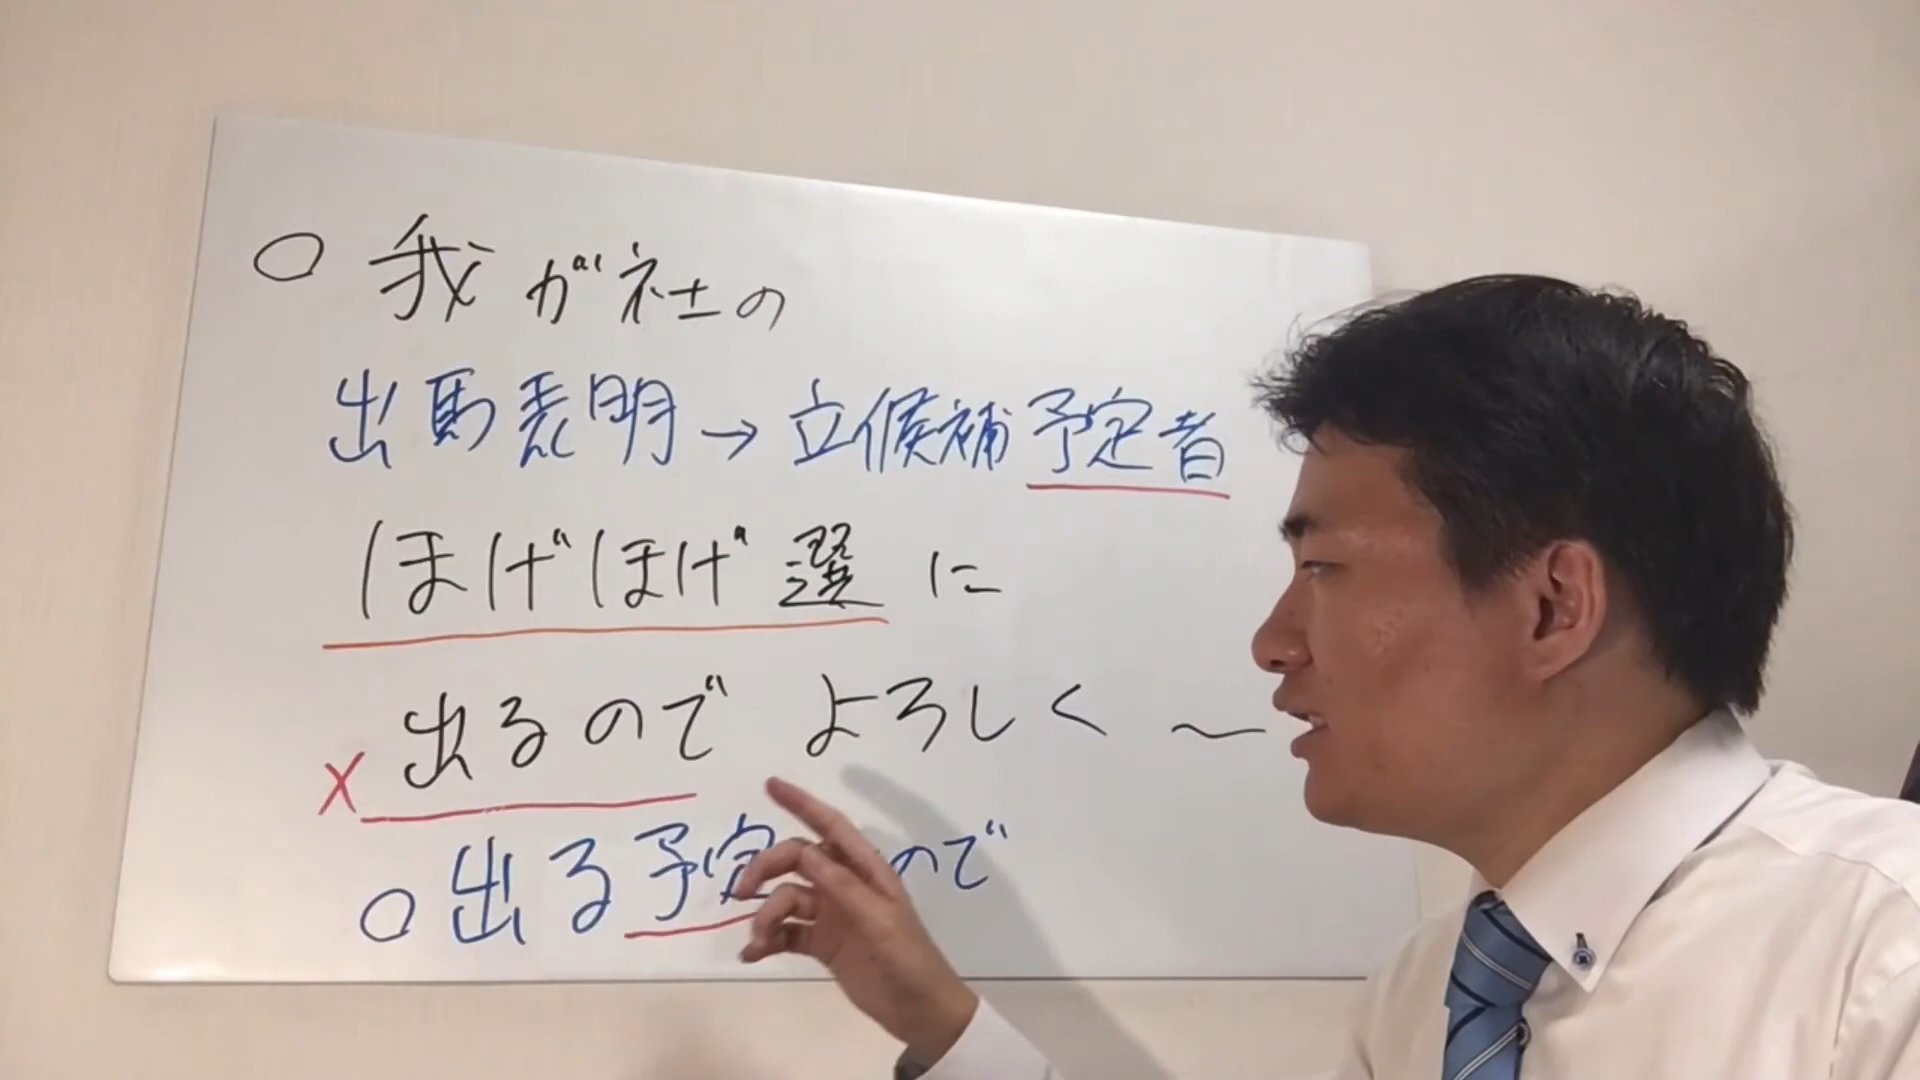 ○ 我が社の
出馬表明→立候補予定者
ほげほげ選に
出るので よろしく～
×
○出る予定 ので